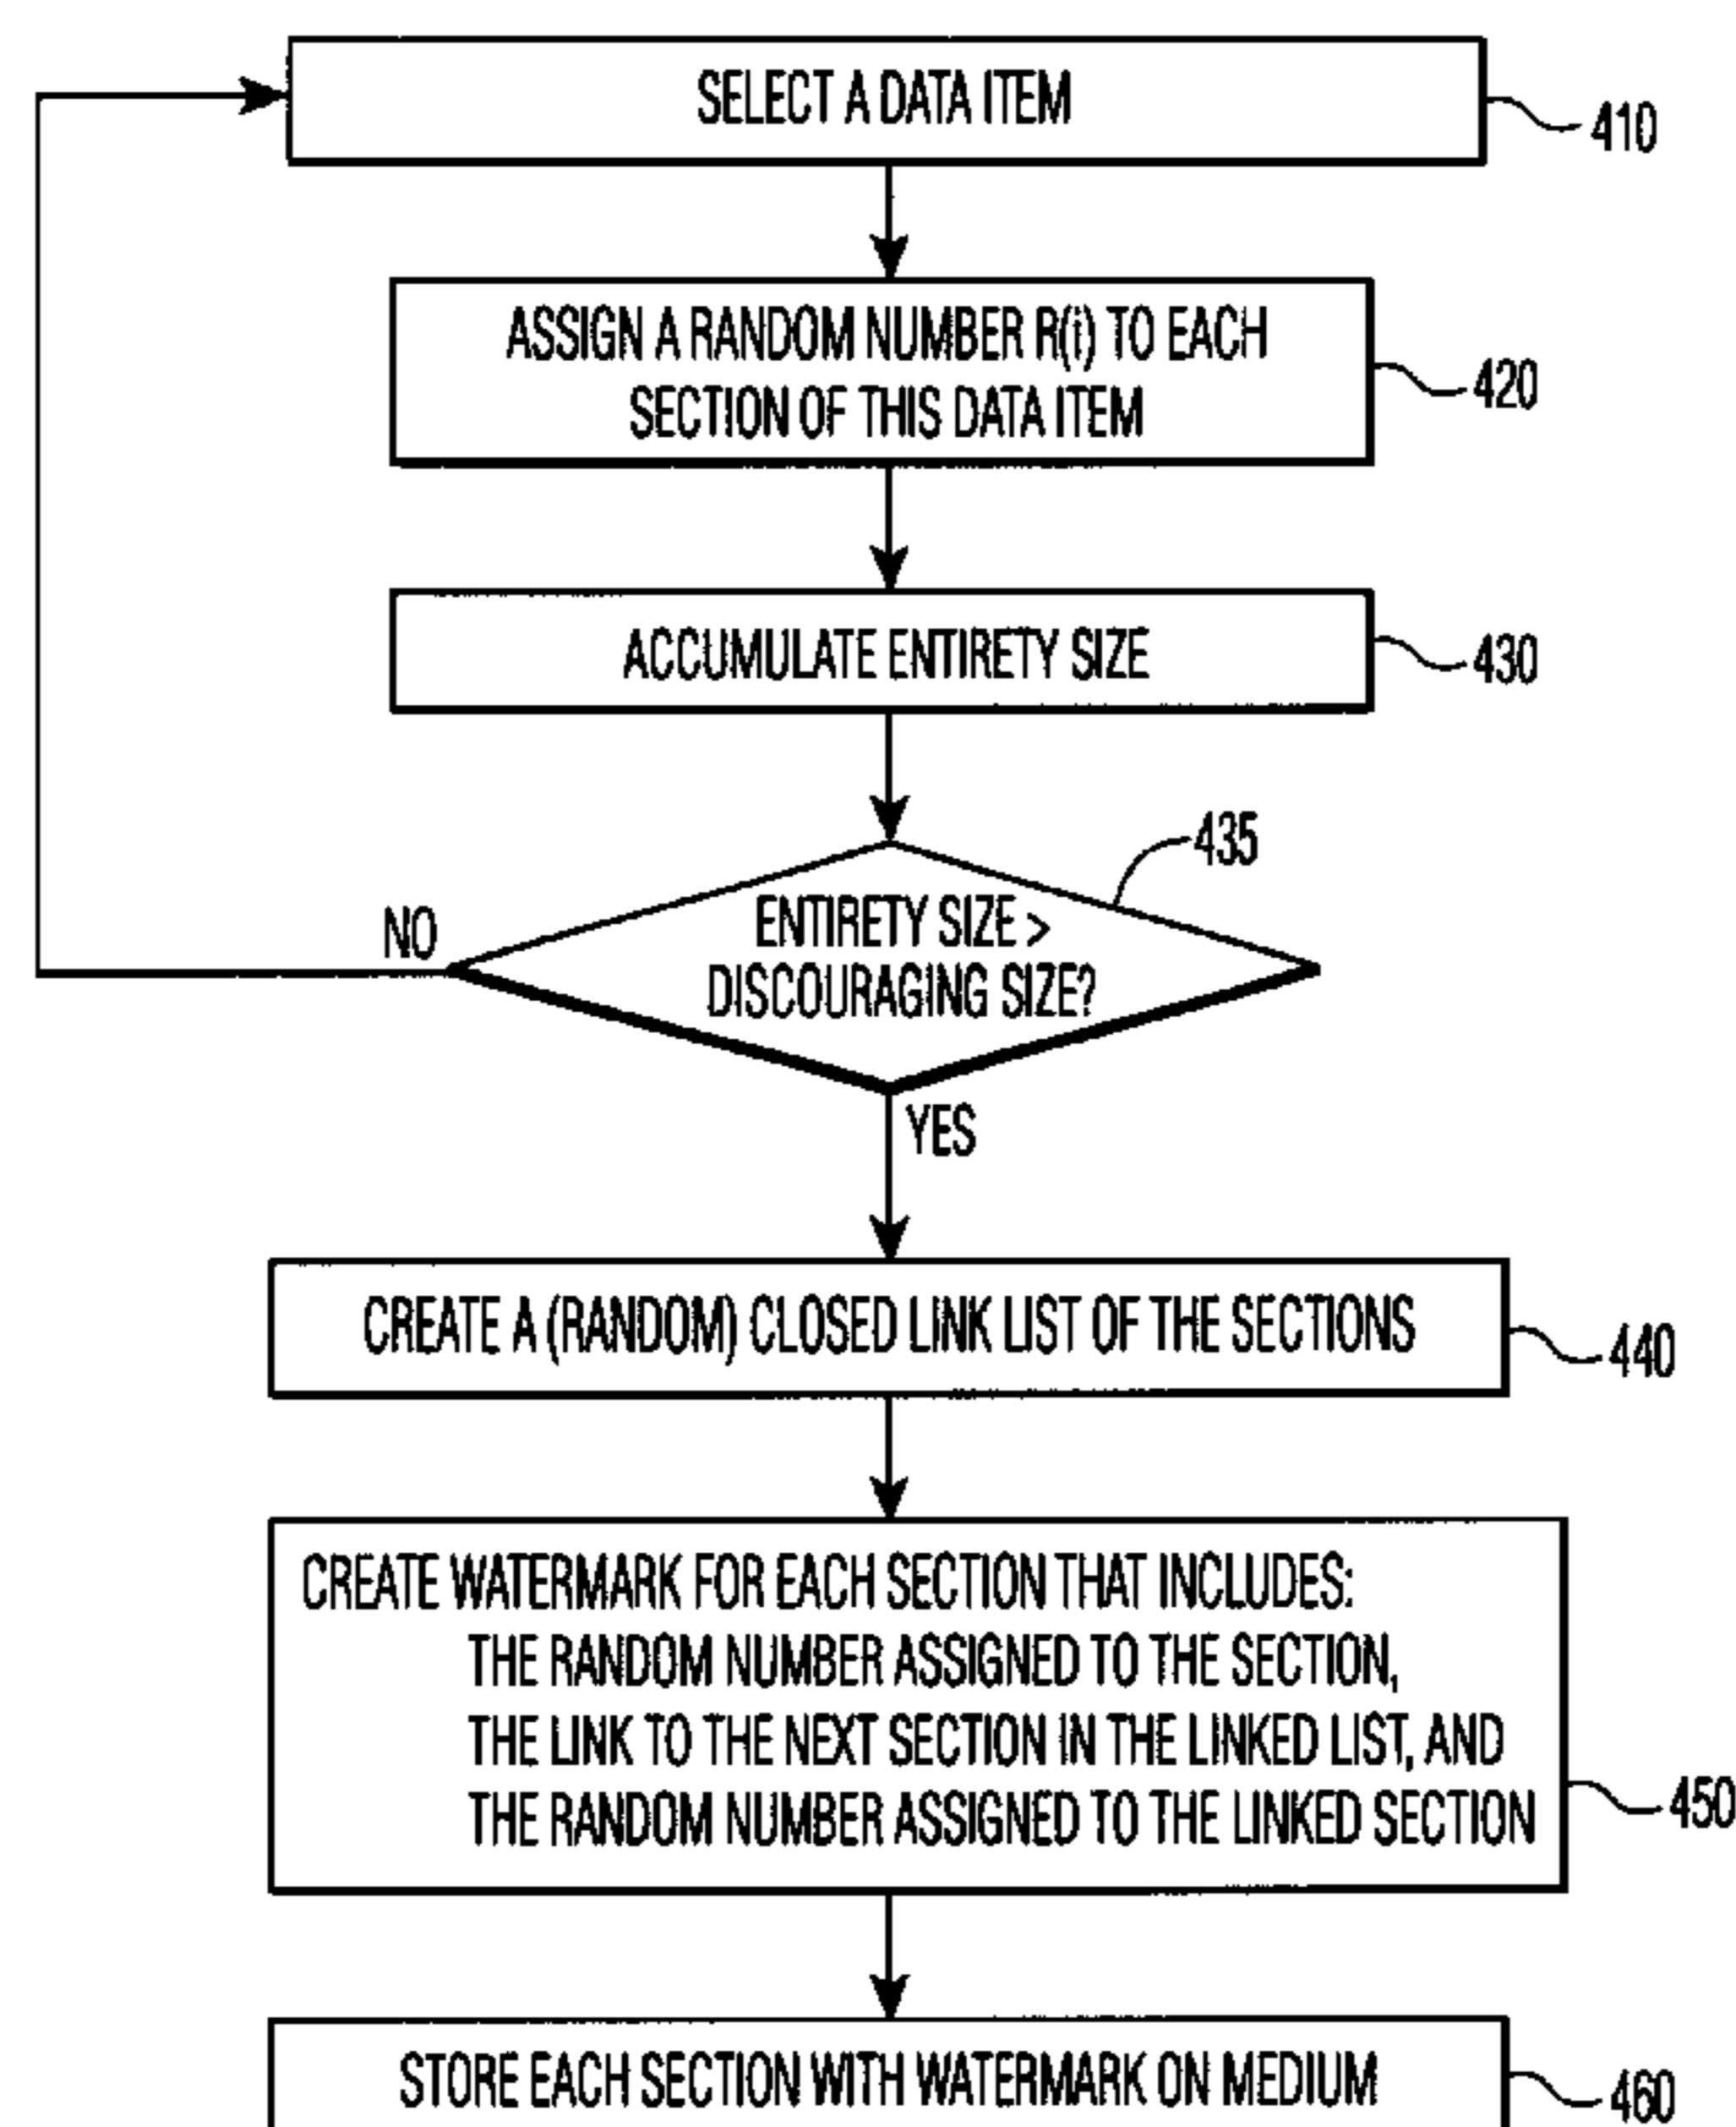 SELECT A DATA ITEM
410
ASSIGN A RANDOM NUMBER R(i) TO EACH
SECTION OF THIS DATA ITEM
420
ACCUMULATE ENTIRETY SIZE
430
435
ENTIRETY SIZE >
DISCOURAGING SIZE?
NO
YES
CREATE A (RANDOM) CLOSED LINK LIST OF THE SECTIONS
440
CREATE WATERMARK FOR EACH SECTION THAT INCLUDES:
THE RANDOM NUMBER ASSIGNED TO THE SECTION,
THE LINK TO THE NEXT SECTION IN THE LINKED LIST, AND
THE RANDOM NUMBER ASSIGNED TO THE LINKED SECTION
450
STORE EACH SECTION WITH WATERMARK ON MEDIUM
460